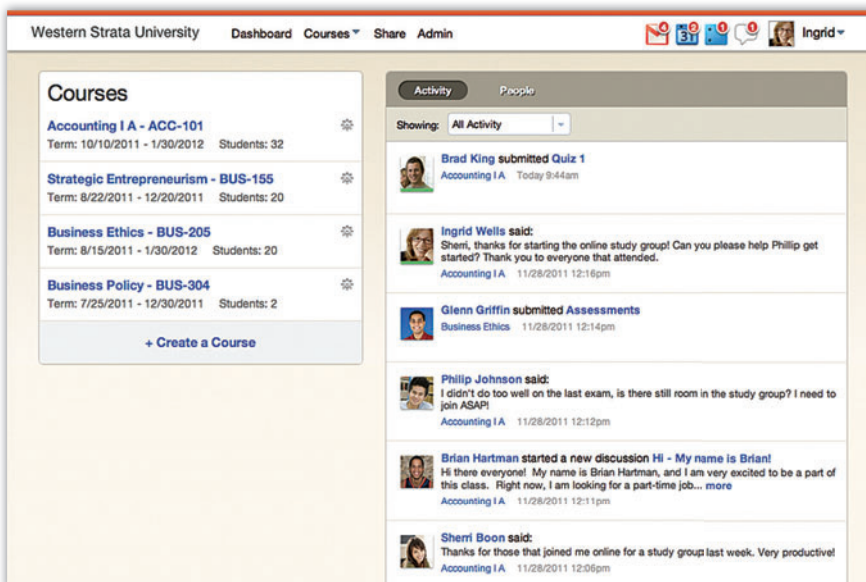 Western Strata University Dashboard Courses Share Admin 4 31 2 1 1 Ingrid
Courses
Accounting I A - ACC-101
Term: 10/10/2011 - 1/30/2012 Students: 32
Strategic Entrepreneurism - BUS-155
Term: 8/22/2011 - 12/20/2011 Students: 20
Business Ethics - BUS-205
Term: 8/15/2011 - 1/30/2012 Students: 20
Business Policy - BUS-304
Term: 7/25/2011 - 12/30/2011 Students: 2
+ Create a Course
Activity People
Showing: All Activity
Brad King submitted Quiz 1
Accounting I A Today 9:44am
Ingrid Wells said:
Sherri, thanks for starting the online study group! Can you please help Phillip get
started? Thank you to everyone that attended.
Accounting I A 11/28/2011 12:16pm
Glenn Griffin submitted Assessments
Business Ethics 11/28/2011 12:14pm
Philip Johnson said:
I didn't do too well on the last exam, is there still room in the study group? I need to
join ASAP!
Accounting I A 11/28/2011 12:12pm
Brian Hartman started a new discussion Hi - My name is Brian!
Hi there everyone! My name is Brian Hartman, and I am very excited to be a part of
this class. Right now, I am looking for a part-time job... more
Accounting I A 11/28/2011 12:11pm
Sherri Boon said:
Thanks for those that joined me online for a study group last week. Very productive!
Accounting I A 11/28/2011 12:06pm